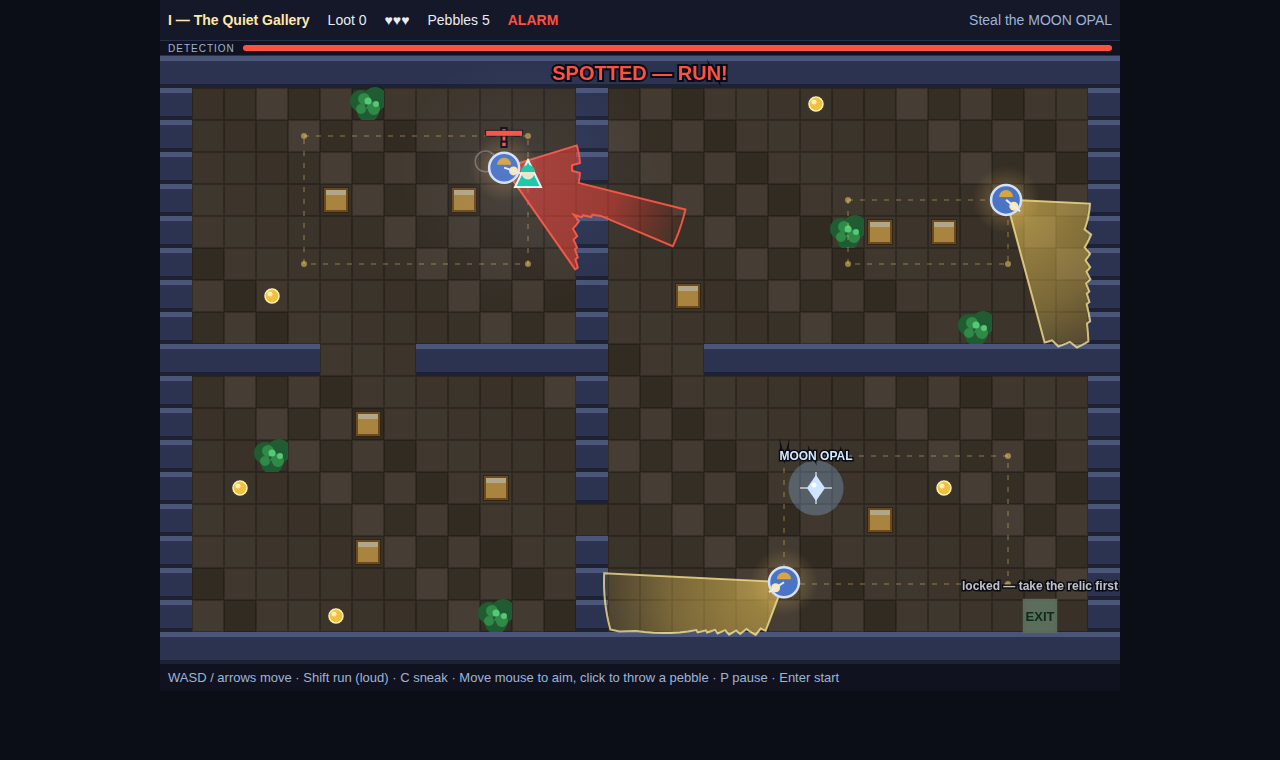 I — The Quiet Gallery Loot 0 ♥♥♥ Pebbles 5 ALARM Steal the MOON OPAL
DETECTION
SPOTTED — RUN!
!
MOON OPAL
locked — take the relic first
EXIT
WASD / arrows move · Shift run (loud) · C sneak · Move mouse to aim, click to throw a pebble · P pause · Enter start